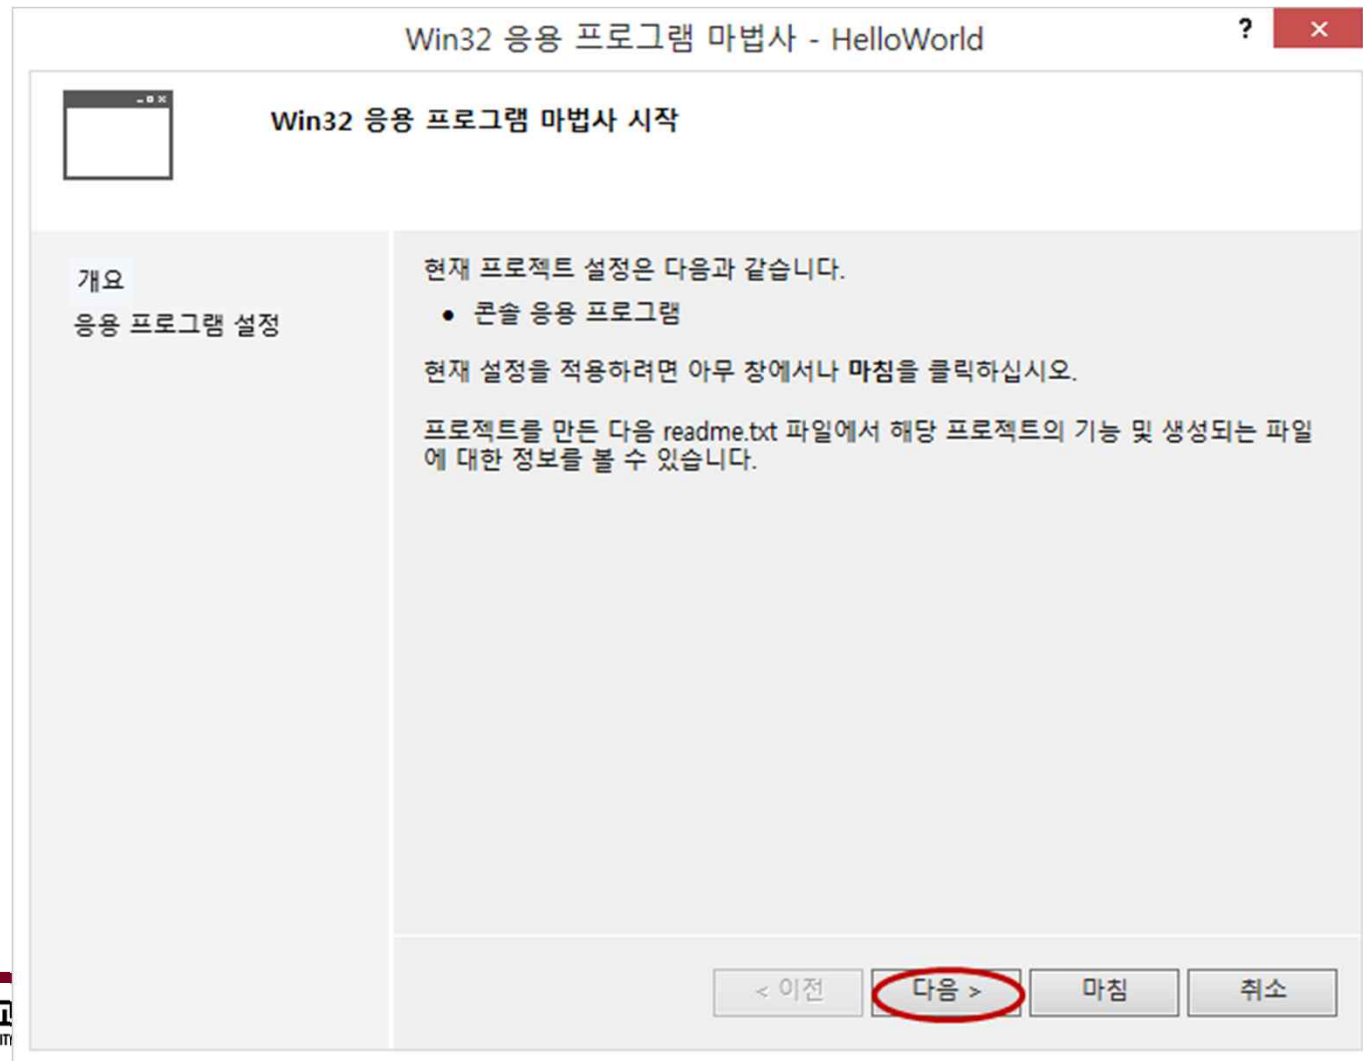 Win32 응용 프로그램 마법사 - HelloWorld
?
Win32 응용 프로그램 마법사 시작
개요
응용 프로그램 설정
현재 프로젝트 설정은 다음과 같습니다.
• 콘솔 응용 프로그램
현재 설정을 적용하려면 아무 창에서나 마침을 클릭하십시오.
프로젝트를 만든 다음 readme.txt 파일에서 해당 프로젝트의 기능 및 생성되는 파일
에 대한 정보를 볼 수 있습니다.
< 이전
다음 >
마침
취소